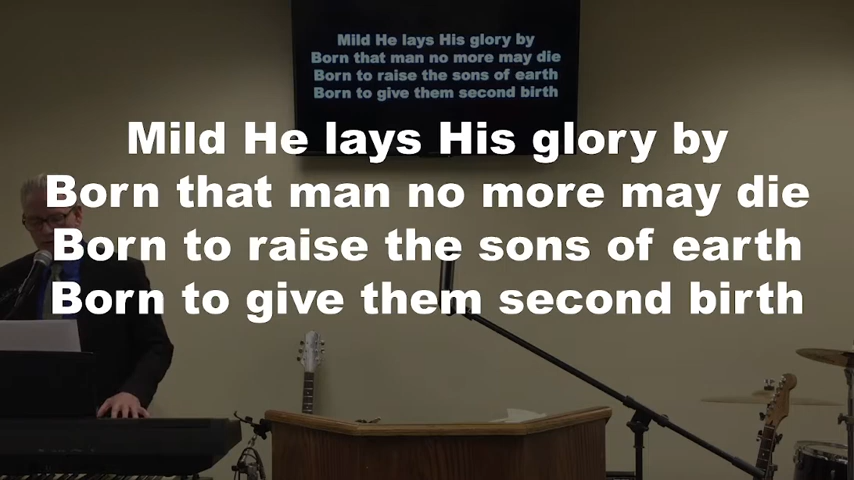 Mild He lays His glory by
Born that man no more may die
Born to raise the sons of earth
Born to give them second birth
Mild He lays His glory by
Born that man no more may die
Born to raise the sons of earth
Born to give them second birth